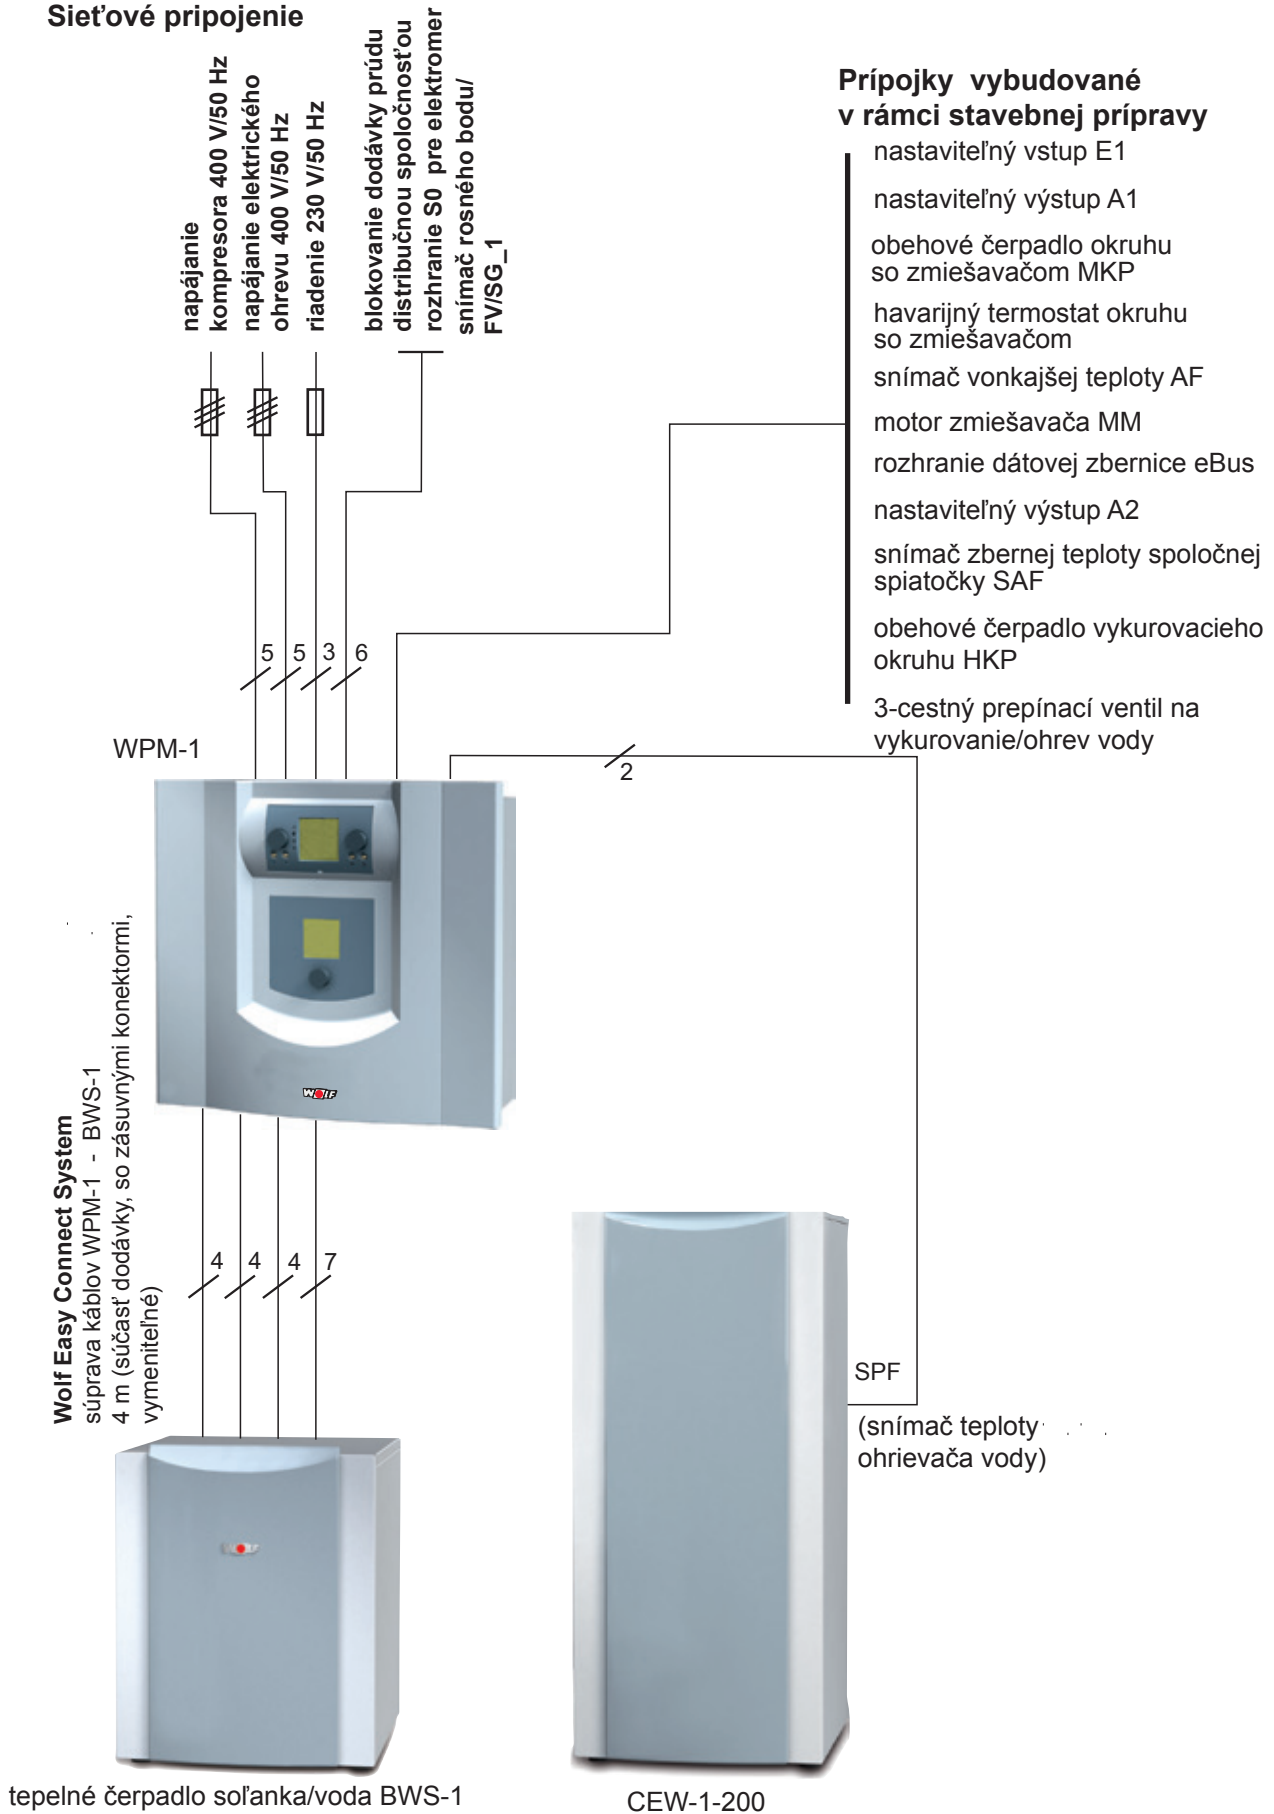 Sieťové pripojenie
napájanie
kompresora 400 V/50 Hz
napájanie elektrického
ohrevu 400 V/50 Hz
riadenie 230 V/50 Hz
blokovanie dodávky prúdu
distribučnou spoločnosťou
rozhranie S0 pre elektromer
snímač rosného bodu/
FV/SG_1
Prípojky vybudované
v rámci stavebnej prípravy
nastaviteľný vstup E1
nastaviteľný výstup A1
obehové čerpadlo okruhu
so zmiešavačom MKP
havarijný termostat okruhu
so zmiešavačom
snímač vonkajšej teploty AF
motor zmiešavača MM
rozhranie dátovej zbernice eBus
nastaviteľný výstup A2
snímač zbernej teploty spoločnej
spiatočky SAF
obehové čerpadlo vykurovacieho
okruhu HKP
3-cestný prepínací ventil na
vykurovanie/ohrev vody
5 5 3 6
WPM-1
2
WOLF
Wolf Easy Connect System
súprava káblov WPM-1 - BWS-1
4 m (súčasť dodávky, so zásuvnými konektormi,
vymeniteľné)
4 4 4 7
SPF
(snímač teploty
ohrievača vody)
WOLF
tepelné čerpadlo soľanka/voda BWS-1
CEW-1-200